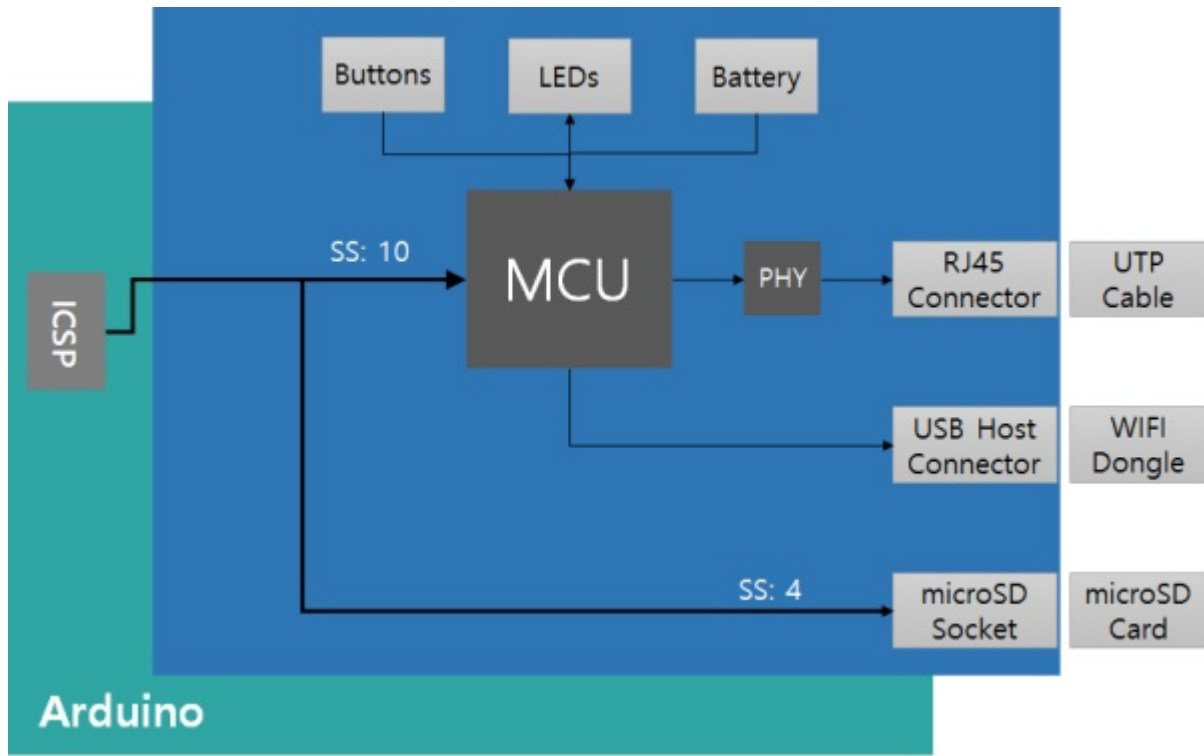 Buttons
LEDs
Battery
SS: 10
ICSP
MCU
PHY
RJ45
Connector
UTP
Cable
USB Host
Connector
WIFI
Dongle
SS: 4
microSD
Socket
microSD
Card
Arduino